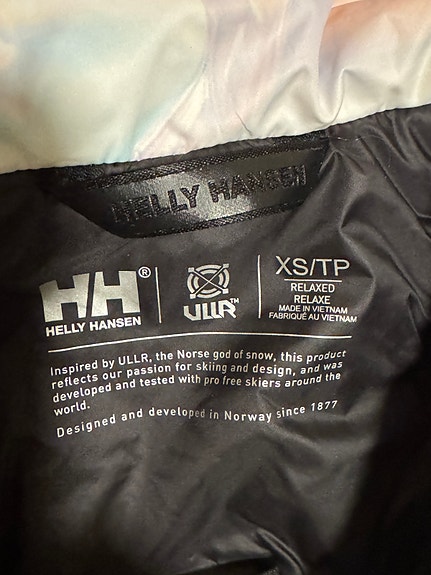 HELLY HANSEN
HH®
HELLY HANSEN
ULLR™
XS/TP
RELAXED
RELAXE
MADE IN VIETNAM
FABRIQUÉ AU VIETNAM
Inspired by ULLR, the Norse god of snow, this product
reflects our passion for skiing and design, and was
developed and tested with pro free skiers around the
world.
Designed and developed in Norway since 1877